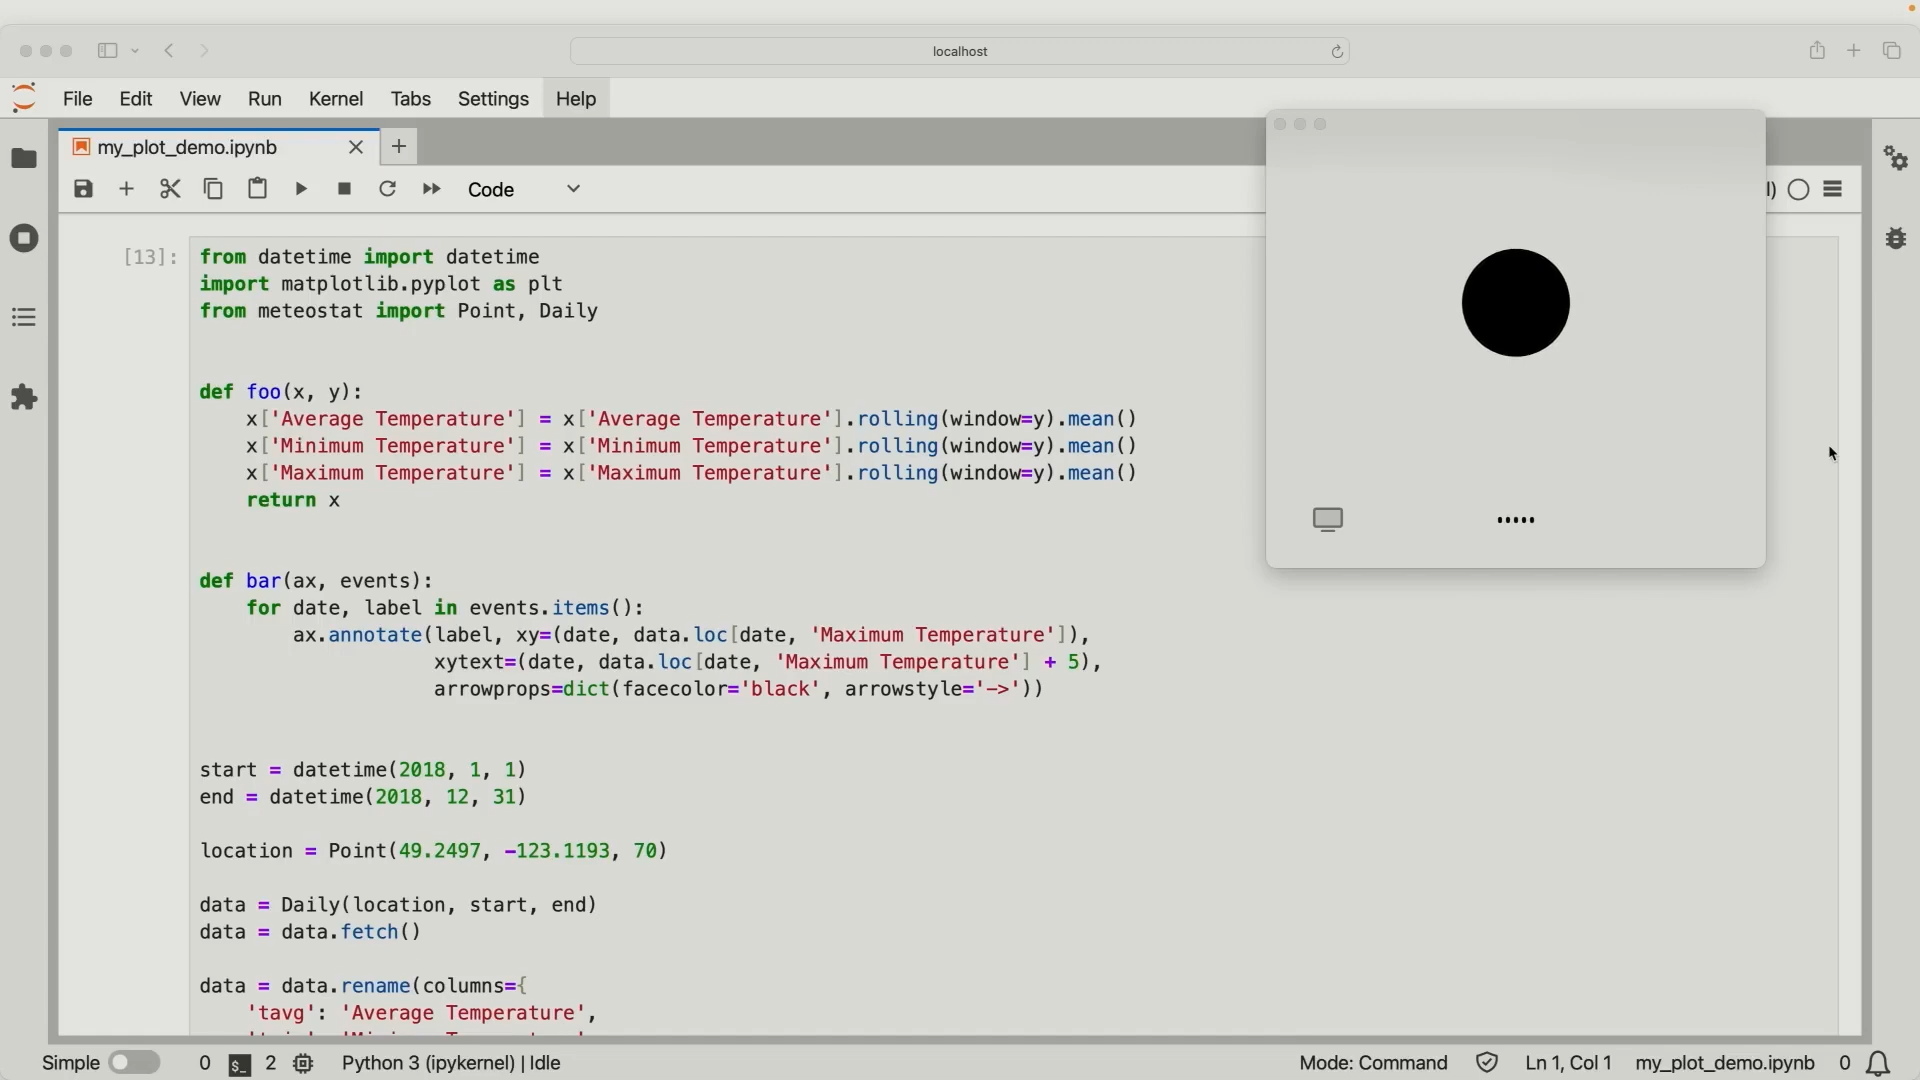 localhost
File Edit View Run Kernel Tabs Settings Help
my_plot_demo.ipynb
Code
[13]:
from datetime import datetime
import matplotlib.pyplot as plt
from meteostat import Point, Daily
def foo(x, y):
x['Average Temperature'] = x['Average Temperature'].rolling(window=y).mean()
x['Minimum Temperature'] = x['Minimum Temperature'].rolling(window=y).mean()
x['Maximum Temperature'] = x['Maximum Temperature'].rolling(window=y).mean()
return x
def bar(ax, events):
for date, label in events.items():
ax.annotate(label, xy=(date, data.loc[date, 'Maximum Temperature']),
xytext=(date, data.loc[date, 'Maximum Temperature'] + 5),
arrowprops=dict(facecolor='black', arrowstyle='->'))
start = datetime(2018, 1, 1)
end = datetime(2018, 12, 31)
location = Point(49.2497, -123.1193, 70)
data = Daily(location, start, end)
data = data.fetch()
data = data.rename(columns={
'tavg': 'Average Temperature',
Simple 0 $_ 2 Python 3 (ipykernel) | Idle Mode: Command Ln 1, Col 1 my_plot_demo.ipynb 0